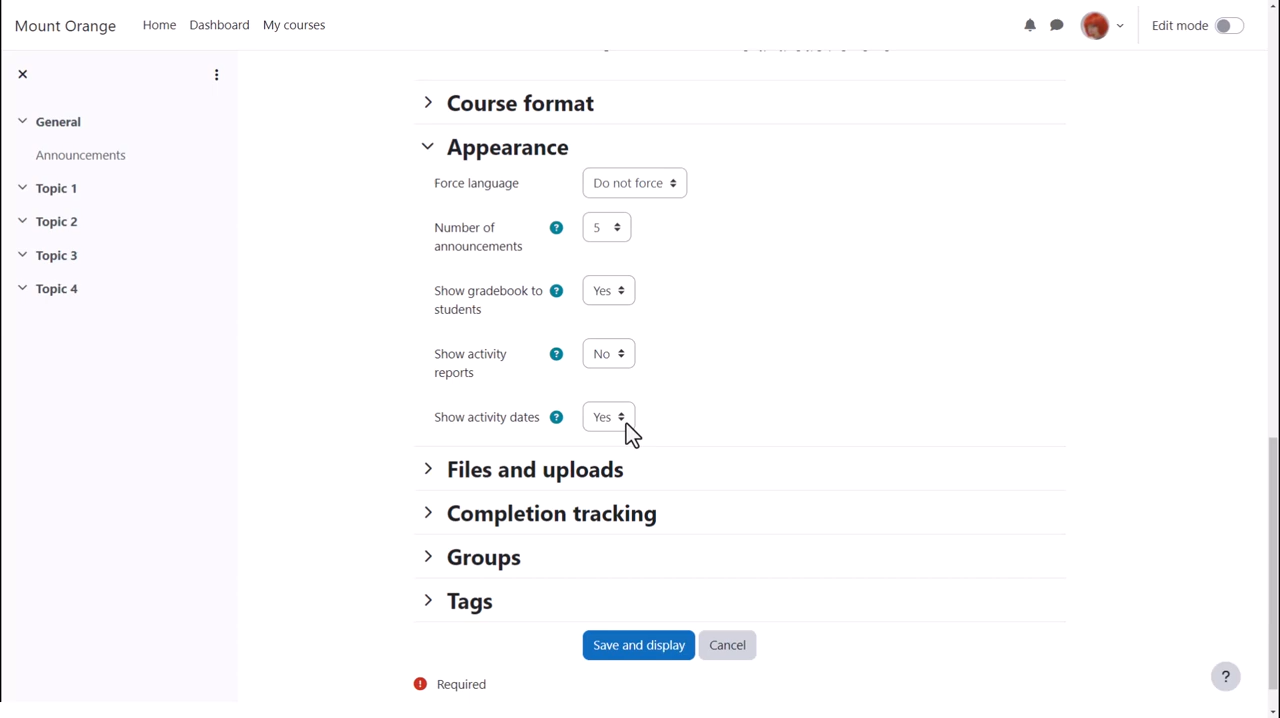 Mount Orange
Home
Dashboard
My courses
Edit mode
General
Announcements
Topic 1
Topic 2
Topic 3
Topic 4
Course format
Appearance
Force language
Do not force
Number of
announcements
5
Show gradebook to
students
Yes
Show activity
reports
No
Show activity dates
Yes
Files and uploads
Completion tracking
Groups
Tags
Save and display
Cancel
Required